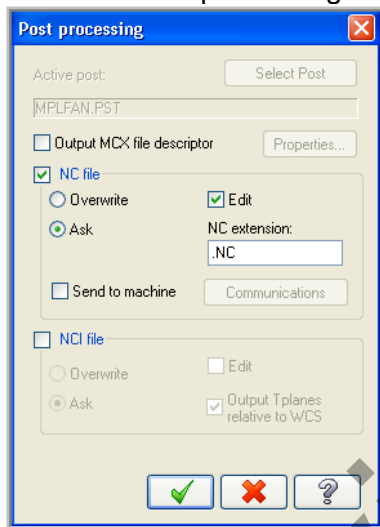 Post processing
Active post:
Select Post
MPLFAN.PST
Output MCX file descriptor
Properties...
NC file
Overwrite
Edit
Ask
NC extension:
.NC
Send to machine
Communications
NCI file
Overwrite
Edit
Ask
Output Tplanes
relative to WCS
?